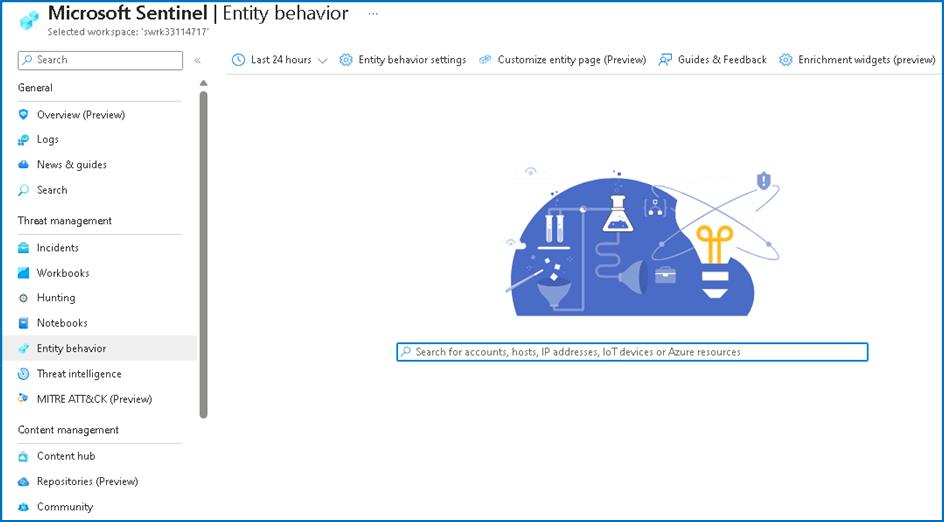 Microsoft Sentinel | Entity behavior ...
Selected workspace: 'swrk33114717'
Search «
Last 24 hours Entity behavior settings Customize entity page (Preview) Guides & Feedback Enrichment widgets (preview)
General
Overview (Preview)
Logs
News & guides
Search
Threat management
Incidents
Workbooks
Hunting
Notebooks
Entity behavior
Threat intelligence
MITRE ATT&CK (Preview)
Content management
Content hub
Repositories (Preview)
Community
Search for accounts, hosts, IP addresses, IoT devices or Azure resources